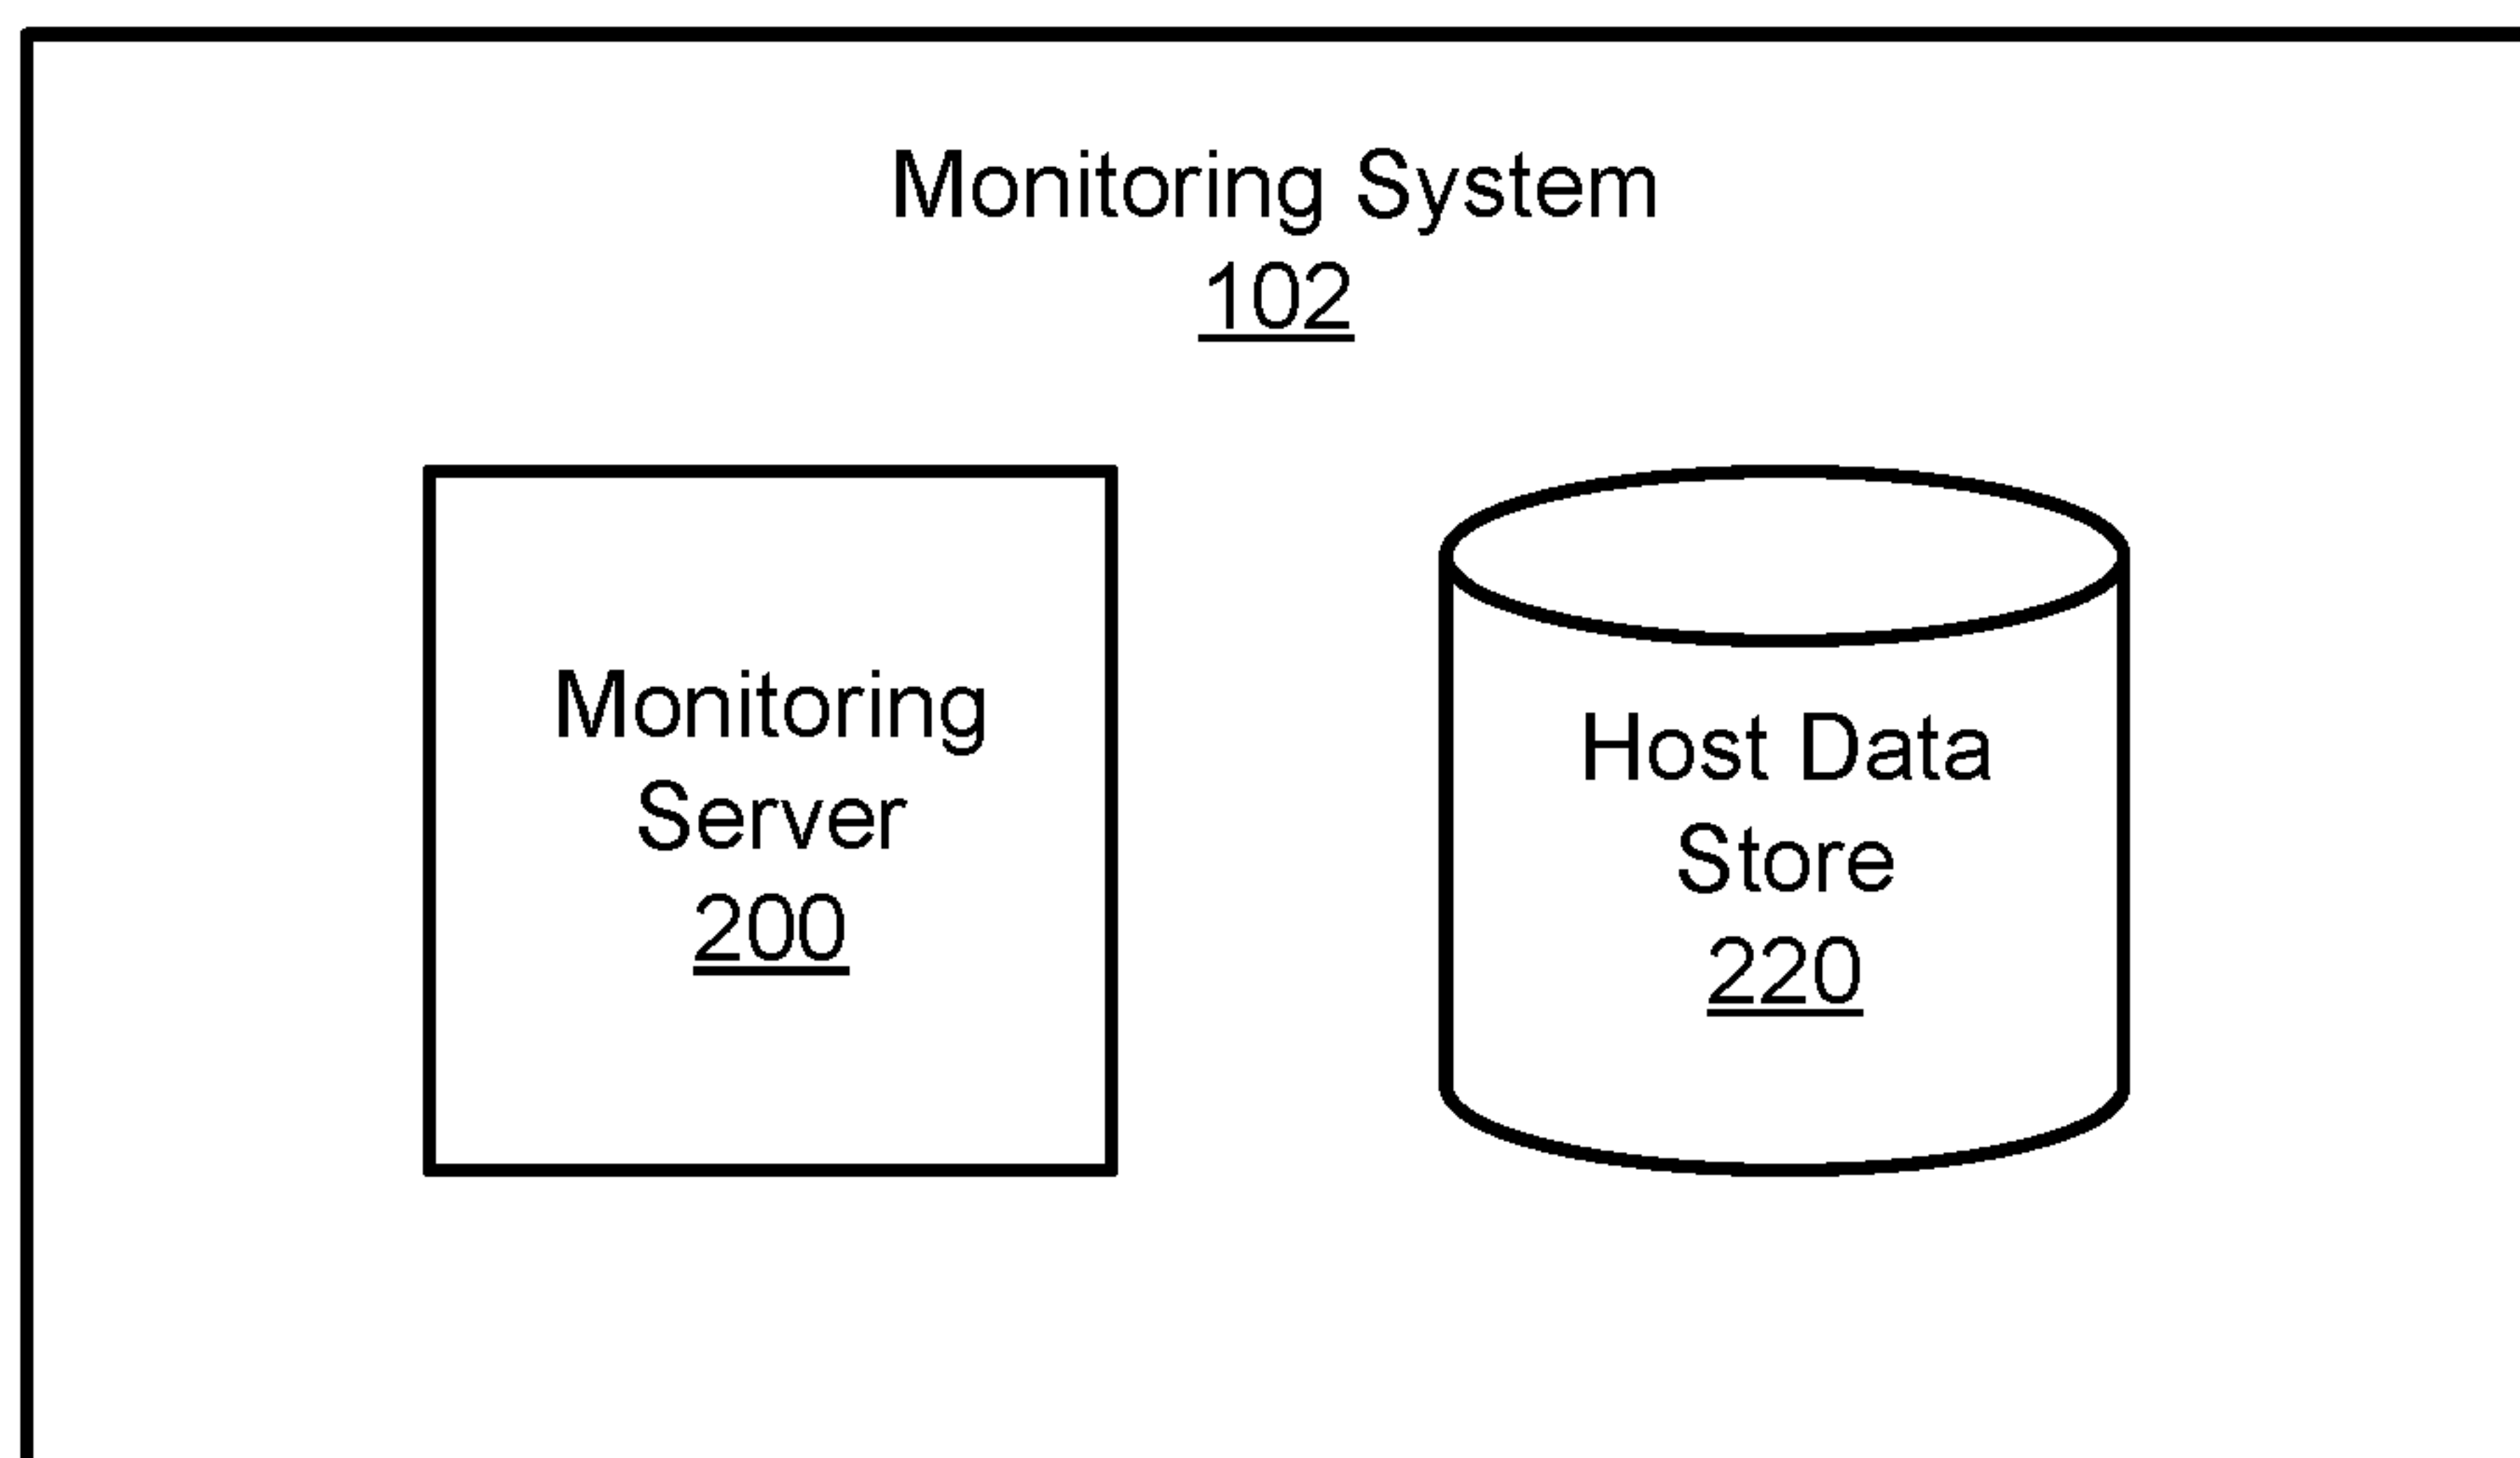 Monitoring System
102
Monitoring
Server
200
Host Data
Store
220